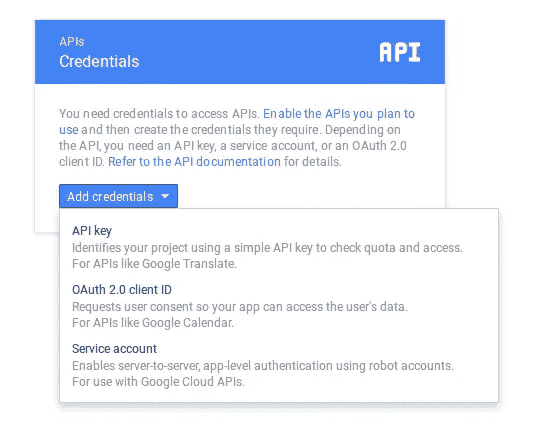 APIs
Credentials
API
You need credentials to access APIs. Enable the APIs you plan to
use and then create the credentials they require. Depending on
the API, you need an API key, a service account, or an OAuth 2.0
client ID. Refer to the API documentation for details.
Add credentials
API key
Identifies your project using a simple API key to check quota and access.
For APIs like Google Translate.
OAuth 2.0 client ID
Requests user consent so your app can access the user's data.
For APIs like Google Calendar.
Service account
Enables server-to-server, app-level authentication using robot accounts.
For use with Google Cloud APIs.